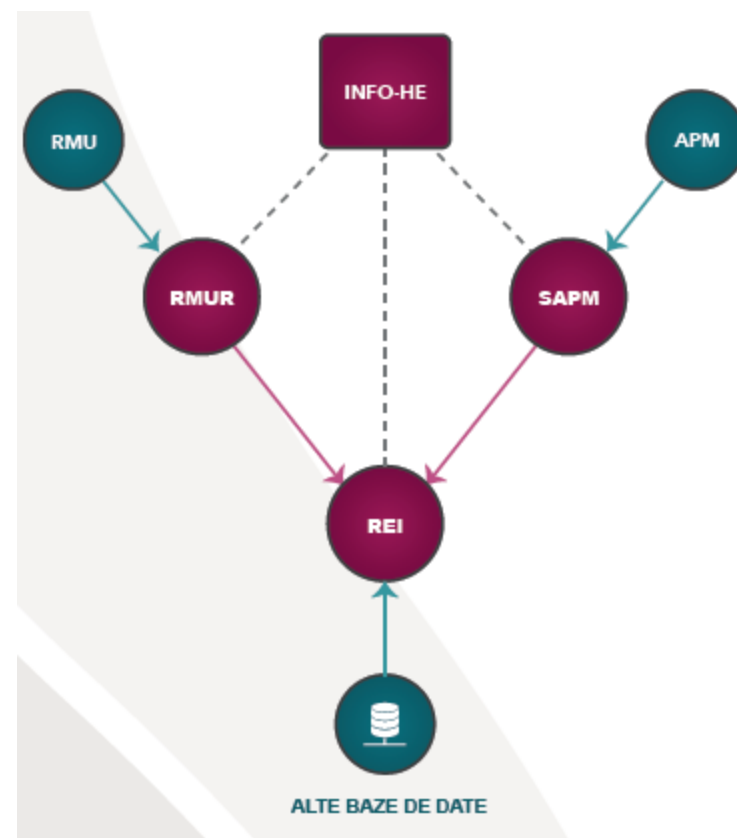 INFO-HE
RMU
APM
RMUR
SAPM
REI
ALTE BAZE DE DATE